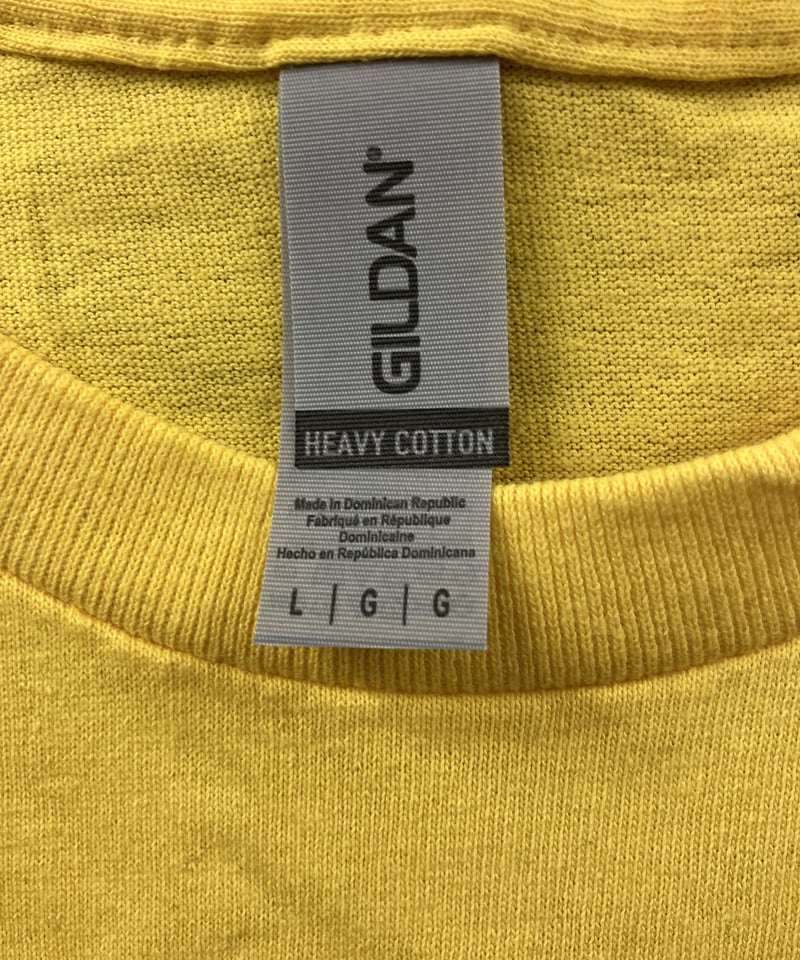 GILDAN®
HEAVY COTTON
Made in Dominican Republic
Fabriqué en République
Dominicaine
Hecho en República Dominicana
L | G | G